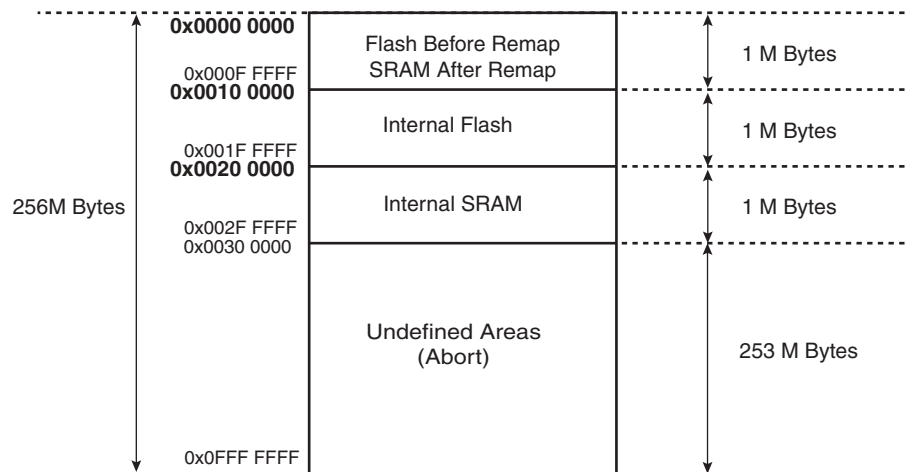 0x0000 0000
Flash Before Remap
SRAM After Remap
1 M Bytes
0x000F FFFF
0x0010 0000
Internal Flash
1 M Bytes
0x001F FFFF
0x0020 0000
256M Bytes
Internal SRAM
1 M Bytes
0x002F FFFF
0x0030 0000
Undefined Areas
(Abort)
253 M Bytes
0x0FFF FFFF